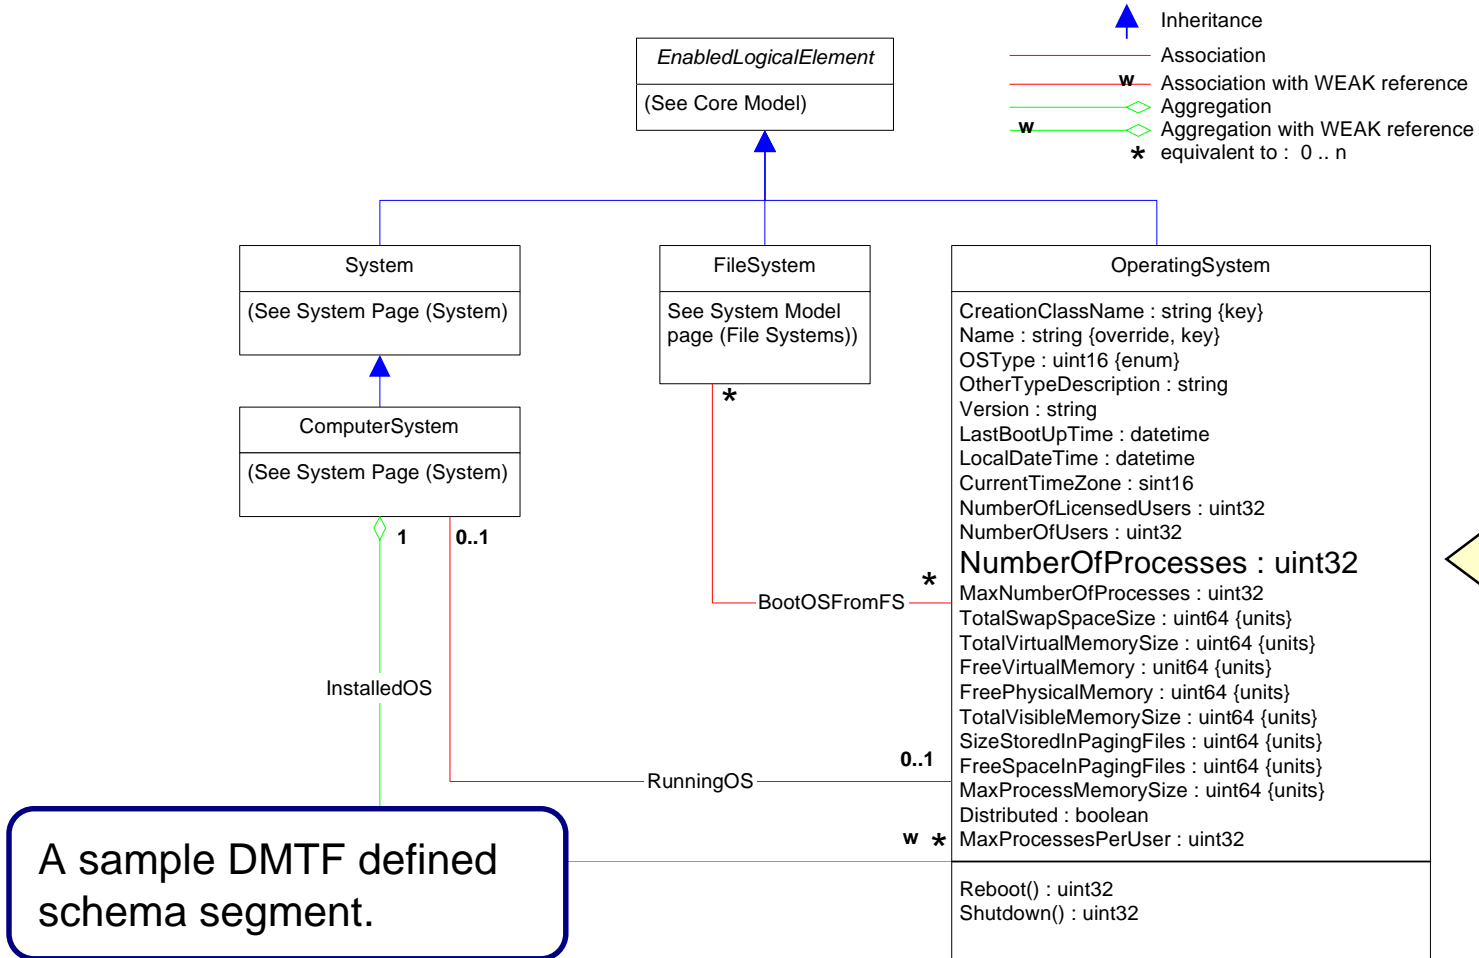 Inheritance
Association
w Association with WEAK reference
Aggregation
w Aggregation with WEAK reference
* equivalent to : 0 .. n
EnabledLogicalElement
(See Core Model)
System
(See System Page (System)
FileSystem
See System Model
page (File Systems))
*
ComputerSystem
(See System Page (System)
1
0..1
OperatingSystem
CreationClassName : string {key}
Name : string {override, key}
OSType : uint16 {enum}
OtherTypeDescription : string
Version : string
LastBootUpTime : datetime
LocalDateTime : datetime
CurrentTimeZone : sint16
NumberOfLicensedUsers : uint32
NumberOfUsers : uint32
NumberOfProcesses : uint32
MaxNumberOfProcesses : uint32
TotalSwapSpaceSize : uint64 {units}
TotalVirtualMemorySize : uint64 {units}
FreeVirtualMemory : unit64 {units}
FreePhysicalMemory : uint64 {units}
TotalVisibleMemorySize : uint64 {units}
SizeStoredInPagingFiles : uint64 {units}
FreeSpaceInPagingFiles : uint64 {units}
MaxProcessMemorySize : uint64 {units}
Distributed : boolean
MaxProcessesPerUser : uint32
Reboot() : uint32
Shutdown() : uint32
*
BootOSFromFS
InstalledOS
0..1
RunningOS
w *
A sample DMTF defined
schema segment.